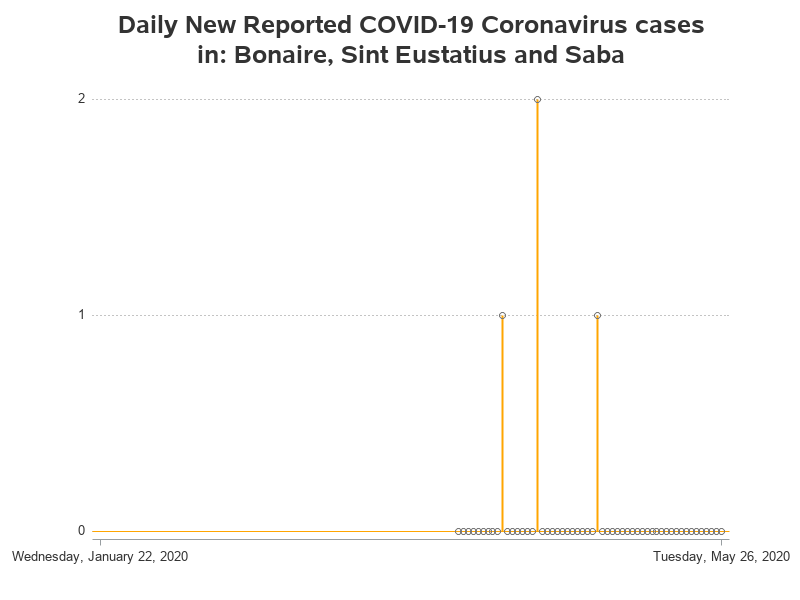 Daily New Reported COVID-19 Coronavirus cases
in: Bonaire, Sint Eustatius and Saba
2
1
0
Wednesday, January 22, 2020
Tuesday, May 26, 2020